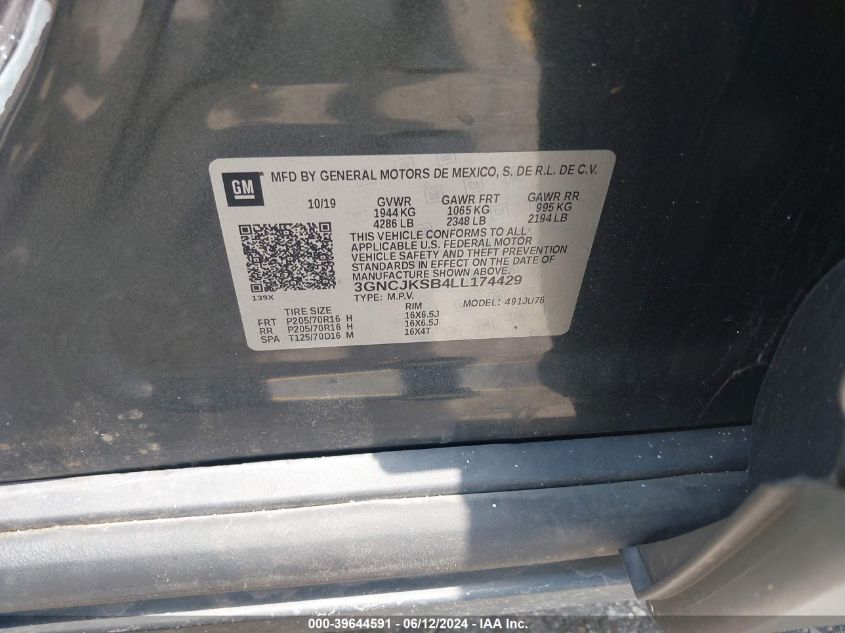 GM
MFD BY GENERAL MOTORS DE MEXICO, S. DE R.L. DE C.V.
10/19 GVWR GAWR FRT GAWR RR
1944 KG 1065 KG 995 KG
4286 LB 2348 LB 2194 LB
THIS VEHICLE CONFORMS TO ALL
APPLICABLE U.S. FEDERAL MOTOR
VEHICLE SAFETY AND THEFT PREVENTION
STANDARDS IN EFFECT ON THE DATE OF
MANUFACTURE SHOWN ABOVE.
139X
3GNCJKSB4LL174429
TYPE: M.P.V. MODEL: 491JU76
TIRE SIZE RIM
FRT P205/70R16 H 16X6.5J
RR P205/70R16 H 16X6.5J
SPA T125/70D16 M 16X4T
000-39644591 - 06/12/2024 - IAA Inc.